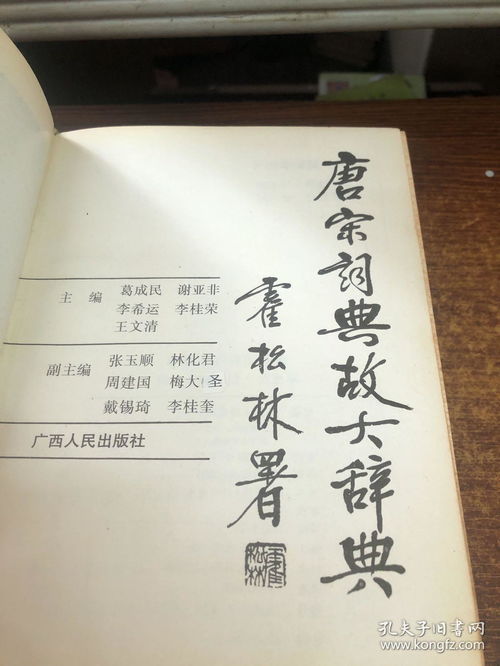 唐宋词典故大辞典
霍松林署
霍松林
主编 葛成民 谢亚非
李希运 李桂荣
王文清
副主编 张玉顺 林化君
周建国 梅大圣
戴锡琦 李桂奎
广西人民出版社
孔夫子旧书网
www.kongfz.com